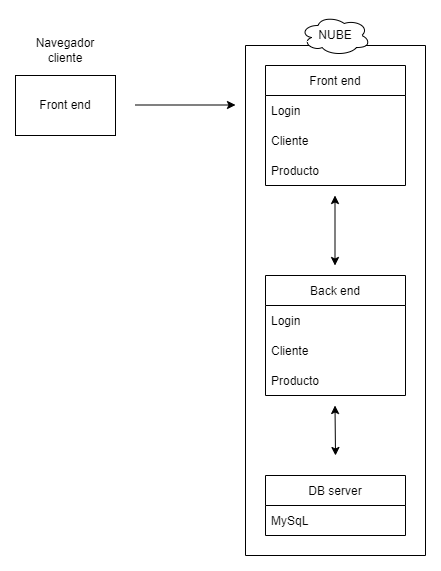 NUBE
Navegador
cliente
Front end
Front end
Login
Cliente
Producto
Back end
Login
Cliente
Producto
DB server
MySqL